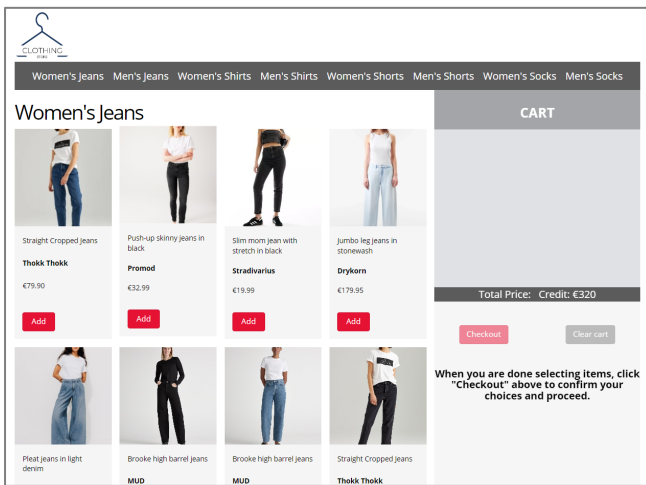 CLOTHING
STORE
Women's Jeans Men's Jeans Women's Shirts Men's Shirts Women's Shorts Men's Shorts Women's Socks Men's Socks
Women's Jeans
CART
Straight Cropped Jeans
Thokk Thokk
€79.90
Add
Push-up skinny jeans in
black
Promod
€32.99
Add
Slim mom jean with
stretch in black
Stradivarius
€19.99
Add
Jumbo leg jeans in
stonewash
Drykorn
€179.95
Add
Total Price: Credit: €320
Checkout
Clear cart
When you are done selecting items, click
"Checkout" above to confirm your
choices and proceed.
Pleat jeans in light
denim
Brooke high barrel jeans
MUD
Brooke high barrel jeans
MUD
Straight Cropped Jeans
Thokk Thokk